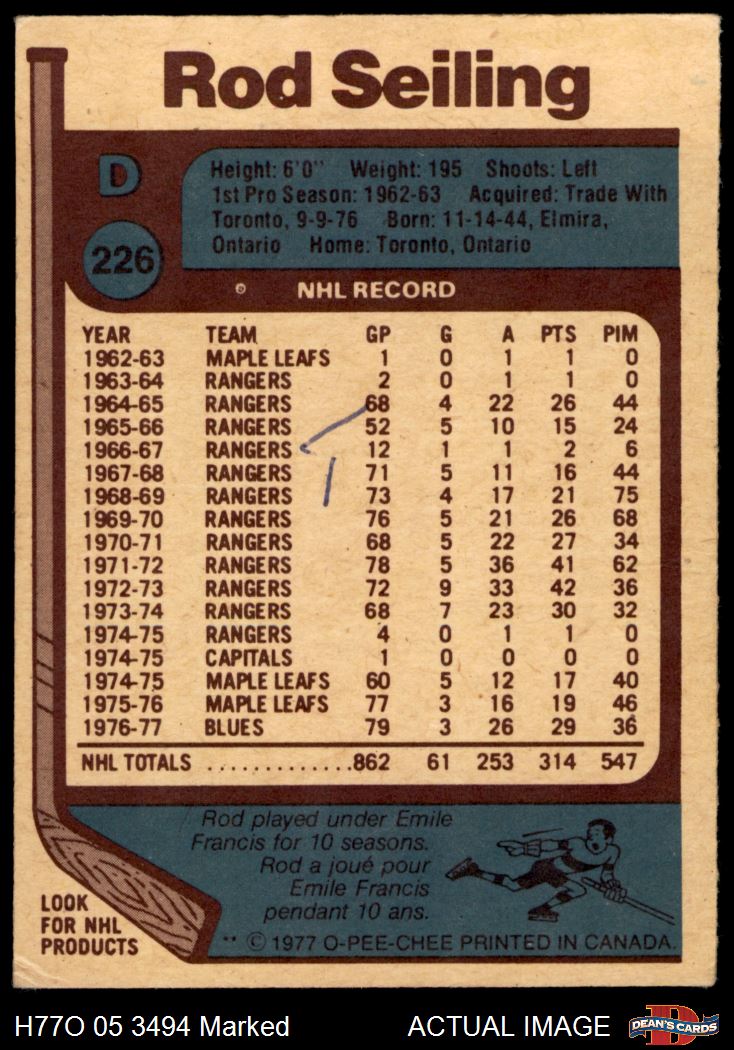 Rod Seiling
D
226
Height: 6'0" Weight: 195 Shoots: Left
1st Pro Season: 1962-63 Acquired: Trade With
Toronto, 9-9-76 Born: 11-14-44, Elmira,
Ontario Home: Toronto, Ontario
NHL RECORD
YEAR TEAM GP G A PTS PIM
1962-63 MAPLE LEAFS 1 0 1 1 0
1963-64 RANGERS 2 0 1 1 0
1964-65 RANGERS 68 4 22 26 44
1965-66 RANGERS 52 5 10 15 24
1966-67 RANGERS 12 1 1 2 6
1967-68 RANGERS 71 5 11 16 44
1968-69 RANGERS 73 4 17 21 75
1969-70 RANGERS 76 5 21 26 68
1970-71 RANGERS 68 5 22 27 34
1971-72 RANGERS 78 5 36 41 62
1972-73 RANGERS 72 9 33 42 36
1973-74 RANGERS 68 7 23 30 32
1974-75 RANGERS 4 0 1 1 0
1974-75 CAPITALS 1 0 0 0 0
1974-75 MAPLE LEAFS 60 5 12 17 40
1975-76 MAPLE LEAFS 77 3 16 19 46
1976-77 BLUES 79 3 26 29 36
NHL TOTALS .............862 61 253 314 547
Rod played under Emile
Francis for 10 seasons.
Rod a joué pour
Emile Francis
pendant 10 ans.
LOOK
FOR NHL
PRODUCTS
** © 1977 O-PEE-CHEE PRINTED IN CANADA.
H77O 05 3494 Marked ACTUAL IMAGE
DEAN'S CARDS